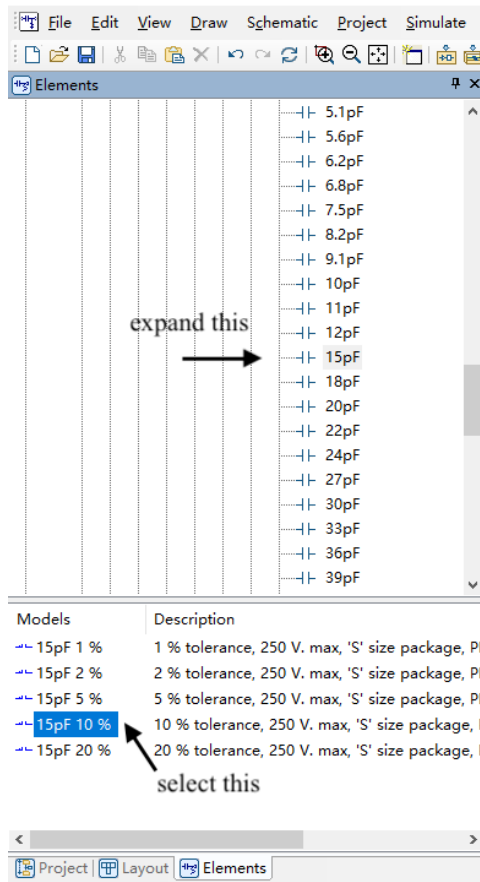 File Edit View Draw Schematic Project Simulate
Elements
5.1pF
5.6pF
6.2pF
6.8pF
7.5pF
8.2pF
9.1pF
10pF
11pF
expand this
12pF
15pF
18pF
20pF
22pF
24pF
27pF
30pF
33pF
36pF
39pF
Models Description
15pF 1 % 1 % tolerance, 250 V. max, 'S' size package, P
15pF 2 % 2 % tolerance, 250 V. max, 'S' size package, P
15pF 5 % 5 % tolerance, 250 V. max, 'S' size package, P
15pF 10 % 10 % tolerance, 250 V. max, 'S' size package,
15pF 20 % 20 % tolerance, 250 V. max, 'S' size package,
select this
Project Layout Elements